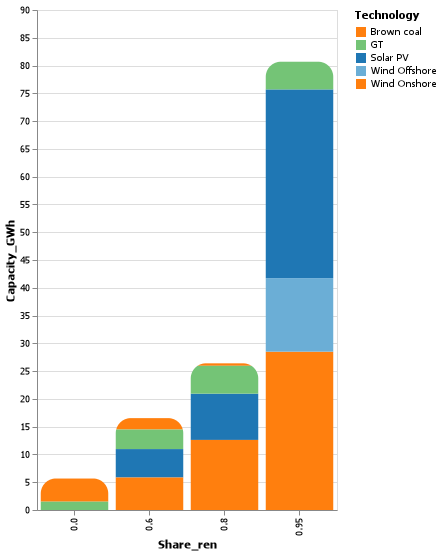 Technology
Brown coal
GT
Solar PV
Wind Offshore
Wind Onshore
Capacity_GWh
90
85
80
75
70
65
60
55
50
45
40
35
30
25
20
15
10
5
0
0.0
0.6
0.8
0.95
Share_ren